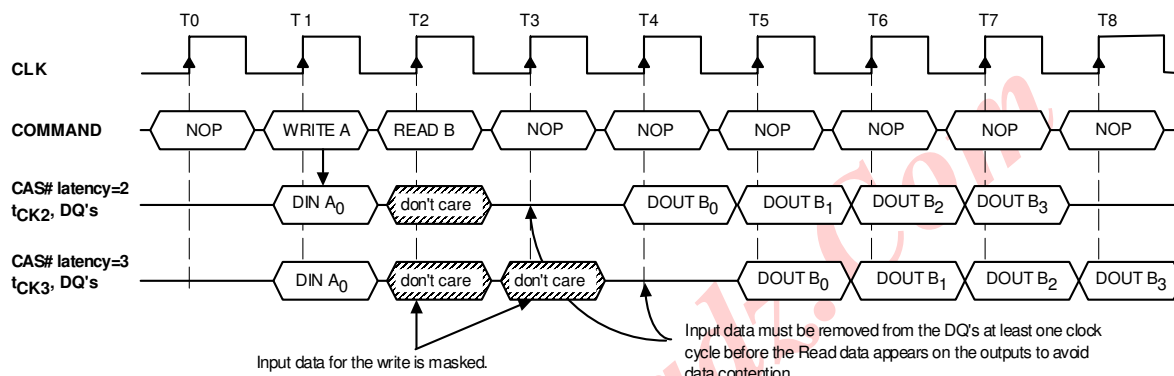 T0 T1 T2 T3 T4 T5 T6 T7 T8
CLK
COMMAND NOP WRITE A READ B NOP NOP NOP NOP NOP NOP
CAS# latency=2
tCK2, DQ's DIN A0 don't care DOUT B0 DOUT B1 DOUT B2 DOUT B3
CAS# latency=3
tCK3, DQ's DIN A0 don't care don't care DOUT B0 DOUT B1 DOUT B2 DOUT B3
Input data for the write is masked.
Input data must be removed from the DQ's at least one clock
cycle before the Read data appears on the outputs to avoid
data contention